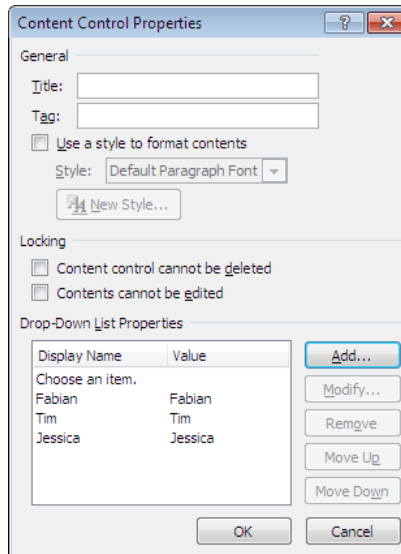 Content Control Properties
General
Title:
Tag:
Use a style to format contents
Style: Default Paragraph Font
New Style...
Locking
Content control cannot be deleted
Contents cannot be edited
Drop-Down List Properties
Display Name Value
Choose an item.
Fabian Fabian
Tim Tim
Jessica Jessica
Add...
Modify...
Remove
Move Up
Move Down
OK Cancel